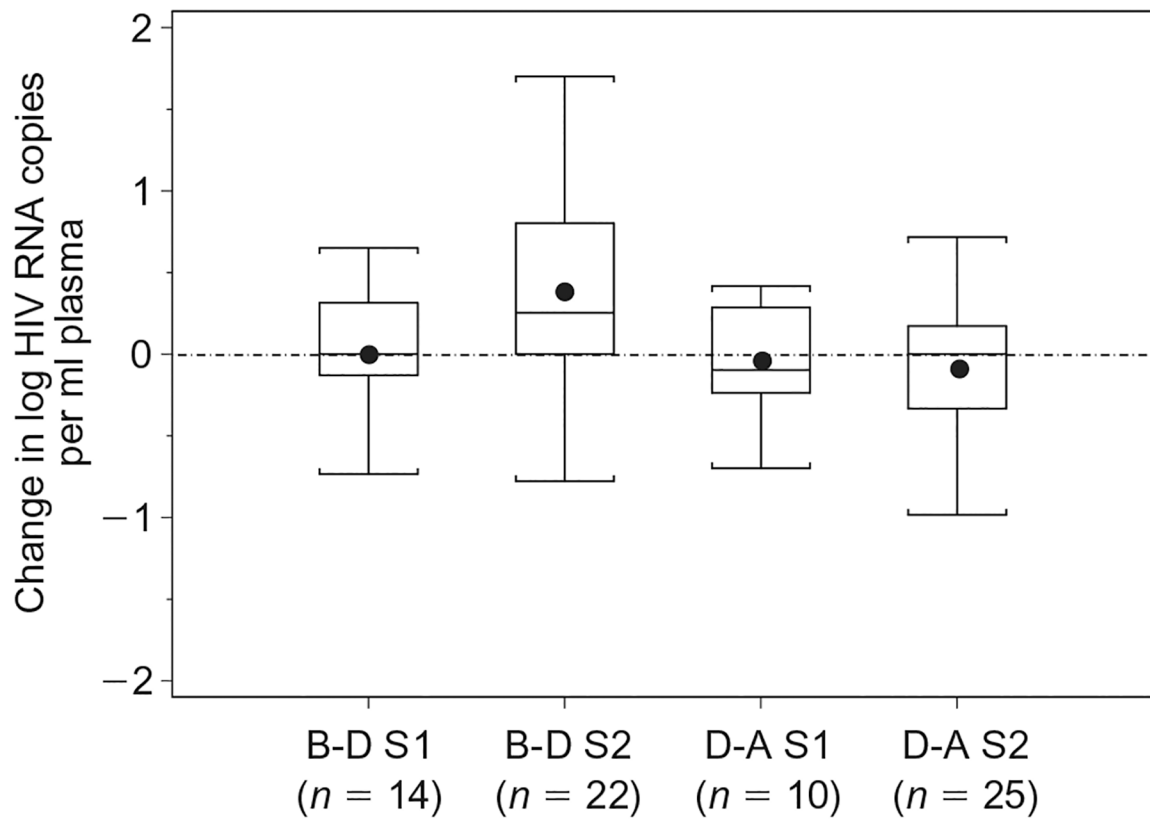 Change in log HIV RNA copies
per ml plasma
2
1
0
−1
−2
B-D S1
(n = 14)
B-D S2
(n = 22)
D-A S1
(n = 10)
D-A S2
(n = 25)